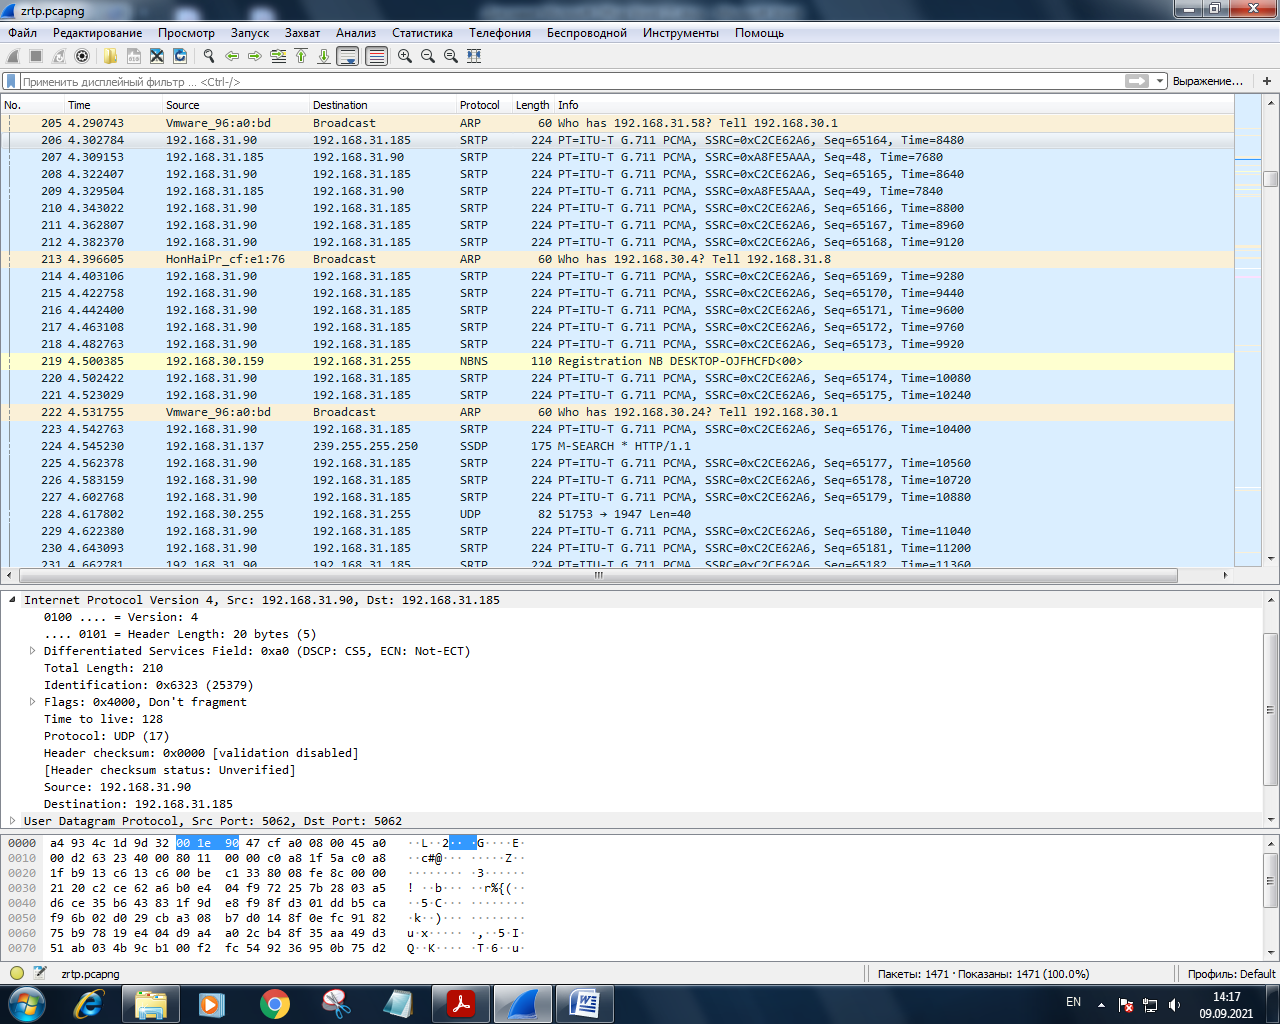 zrtp.pcapng
Файл Редактирование Просмотр Запуск Захват Анализ Статистика Телефония Беспроводной Инструменты Помощь
Применить дисплейный фильтр ... <Ctrl-/> Выражение... +
No. Time Source Destination Protocol Length Info
205 4.290743 Vmware_96:a0:bd Broadcast ARP 60 Who has 192.168.31.58? Tell 192.168.30.1
206 4.302784 192.168.31.90 192.168.31.185 SRTP 224 PT=ITU-T G.711 PCMA, SSRC=0xC2CE62A6, Seq=65164, Time=8480
207 4.309153 192.168.31.185 192.168.31.90 SRTP 224 PT=ITU-T G.711 PCMA, SSRC=0xA8FE5AAA, Seq=48, Time=7680
208 4.322407 192.168.31.90 192.168.31.185 SRTP 224 PT=ITU-T G.711 PCMA, SSRC=0xC2CE62A6, Seq=65165, Time=8640
209 4.329504 192.168.31.185 192.168.31.90 SRTP 224 PT=ITU-T G.711 PCMA, SSRC=0xA8FE5AAA, Seq=49, Time=7840
210 4.343022 192.168.31.90 192.168.31.185 SRTP 224 PT=ITU-T G.711 PCMA, SSRC=0xC2CE62A6, Seq=65166, Time=8800
211 4.362807 192.168.31.90 192.168.31.185 SRTP 224 PT=ITU-T G.711 PCMA, SSRC=0xC2CE62A6, Seq=65167, Time=8960
212 4.382370 192.168.31.90 192.168.31.185 SRTP 224 PT=ITU-T G.711 PCMA, SSRC=0xC2CE62A6, Seq=65168, Time=9120
213 4.396605 HonHaiPr_cf:e1:76 Broadcast ARP 60 Who has 192.168.30.4? Tell 192.168.31.8
214 4.403106 192.168.31.90 192.168.31.185 SRTP 224 PT=ITU-T G.711 PCMA, SSRC=0xC2CE62A6, Seq=65169, Time=9280
215 4.422758 192.168.31.90 192.168.31.185 SRTP 224 PT=ITU-T G.711 PCMA, SSRC=0xC2CE62A6, Seq=65170, Time=9440
216 4.442400 192.168.31.90 192.168.31.185 SRTP 224 PT=ITU-T G.711 PCMA, SSRC=0xC2CE62A6, Seq=65171, Time=9600
217 4.463108 192.168.31.90 192.168.31.185 SRTP 224 PT=ITU-T G.711 PCMA, SSRC=0xC2CE62A6, Seq=65172, Time=9760
218 4.482763 192.168.31.90 192.168.31.185 SRTP 224 PT=ITU-T G.711 PCMA, SSRC=0xC2CE62A6, Seq=65173, Time=9920
219 4.500385 192.168.30.159 192.168.31.255 NBNS 110 Registration NB DESKTOP-OJFHCFD<00>
220 4.502422 192.168.31.90 192.168.31.185 SRTP 224 PT=ITU-T G.711 PCMA, SSRC=0xC2CE62A6, Seq=65174, Time=10080
221 4.523029 192.168.31.90 192.168.31.185 SRTP 224 PT=ITU-T G.711 PCMA, SSRC=0xC2CE62A6, Seq=65175, Time=10240
222 4.531755 Vmware_96:a0:bd Broadcast ARP 60 Who has 192.168.30.24? Tell 192.168.30.1
223 4.542763 192.168.31.90 192.168.31.185 SRTP 224 PT=ITU-T G.711 PCMA, SSRC=0xC2CE62A6, Seq=65176, Time=10400
224 4.545230 192.168.31.137 239.255.255.250 SSDP 175 M-SEARCH * HTTP/1.1
225 4.562378 192.168.31.90 192.168.31.185 SRTP 224 PT=ITU-T G.711 PCMA, SSRC=0xC2CE62A6, Seq=65177, Time=10560
226 4.583159 192.168.31.90 192.168.31.185 SRTP 224 PT=ITU-T G.711 PCMA, SSRC=0xC2CE62A6, Seq=65178, Time=10720
227 4.602768 192.168.31.90 192.168.31.185 SRTP 224 PT=ITU-T G.711 PCMA, SSRC=0xC2CE62A6, Seq=65179, Time=10880
228 4.617802 192.168.30.255 192.168.31.255 UDP 82 51753 → 1947 Len=40
229 4.622380 192.168.31.90 192.168.31.185 SRTP 224 PT=ITU-T G.711 PCMA, SSRC=0xC2CE62A6, Seq=65180, Time=11040
230 4.643093 192.168.31.90 192.168.31.185 SRTP 224 PT=ITU-T G.711 PCMA, SSRC=0xC2CE62A6, Seq=65181, Time=11200
231 4.662781 192.168.31.90 192.168.31.185 SRTP 224 PT=ITU-T G.711 PCMA, SSRC=0xC2CE62A6, Seq=65182, Time=11360
Internet Protocol Version 4, Src: 192.168.31.90, Dst: 192.168.31.185
0100 .... = Version: 4
.... 0101 = Header Length: 20 bytes (5)
Differentiated Services Field: 0xa0 (DSCP: CS5, ECN: Not-ECT)
Total Length: 210
Identification: 0x6323 (25379)
Flags: 0x4000, Don't fragment
Time to live: 128
Protocol: UDP (17)
Header checksum: 0x0000 [validation disabled]
[Header checksum status: Unverified]
Source: 192.168.31.90
Destination: 192.168.31.185
User Datagram Protocol, Src Port: 5062, Dst Port: 5062
0000 a4 93 4c 1d 9d 32 00 1e 90 47 cf a0 08 00 45 a0 ··L··2·· ·G····E·
0010 00 d2 63 23 40 00 80 11 00 00 c0 a8 1f 5a c0 a8 ··c#@··· ·····Z··
0020 1f b9 13 c6 13 c6 00 be c1 33 80 08 fe 8c 00 00 ········ ·3······
0030 21 20 c2 ce 62 a6 b0 e4 04 f9 72 25 7b 28 03 a5 ! ··b··· ··r%{(··
0040 d6 ce 35 b6 43 83 1f 9d e8 f9 8f d3 01 dd b5 ca ··5·C··· ········
0050 f9 6b 02 d0 29 cb a3 08 b7 d0 14 8f 0e fc 91 82 ·k··)··· ········
0060 75 b9 78 19 e4 04 d9 a4 a0 2c b4 8f 35 aa 49 d3 u·x····· ·,··5·I·
0070 51 ab 03 4b 9c b1 00 f2 fc 54 92 36 95 0b 75 d2 Q··K···· ·T·6··u·
zrtp.pcapng Пакеты: 1471 · Показаны: 1471 (100.0%) Профиль: Default
EN 14:17
09.09.2021